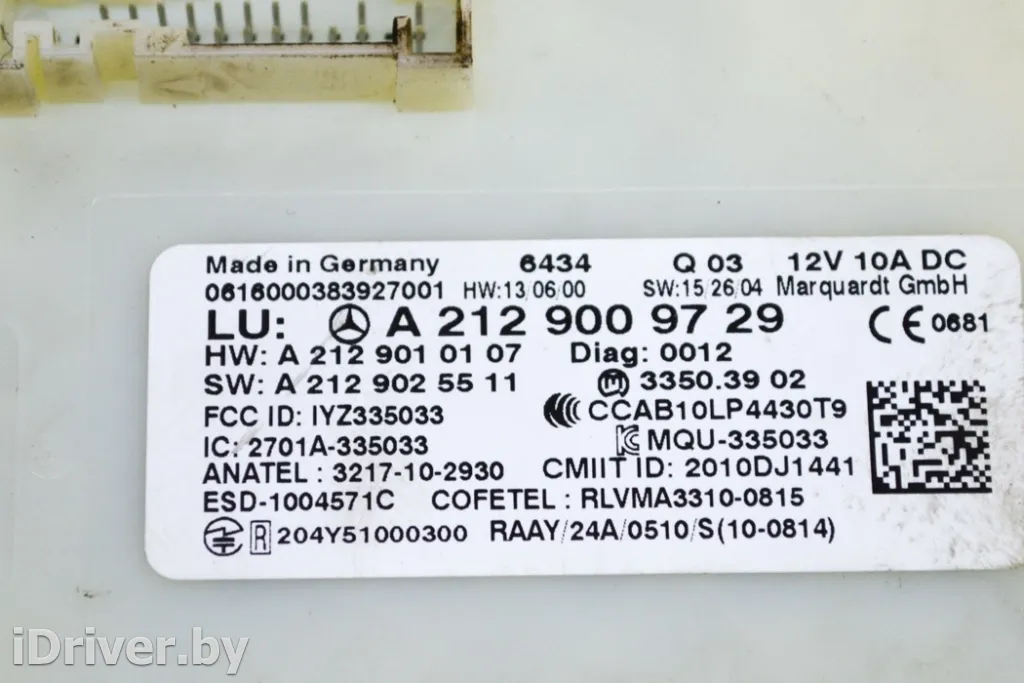 Made in Germany 6434 Q 03 12V 10A DC
0616000383927001 HW:13/06/00 SW:15/26/04 Marquardt GmbH
LU: A 212 900 97 29 CE 0681
HW: A 212 901 01 07 Diag: 0012
SW: A 212 902 55 11 3350.3902
FCC ID: IYZ335033 CCAB10LP4430T9
IC: 2701A-335033 MQU-335033
ANATEL : 3217-10-2930 CMIIT ID: 2010DJ1441
ESD-1004571C COFETEL : RLVMA3310-0815
R 204Y51000300 RAAY/24A/0510/S(10-0814)
iDriver.by